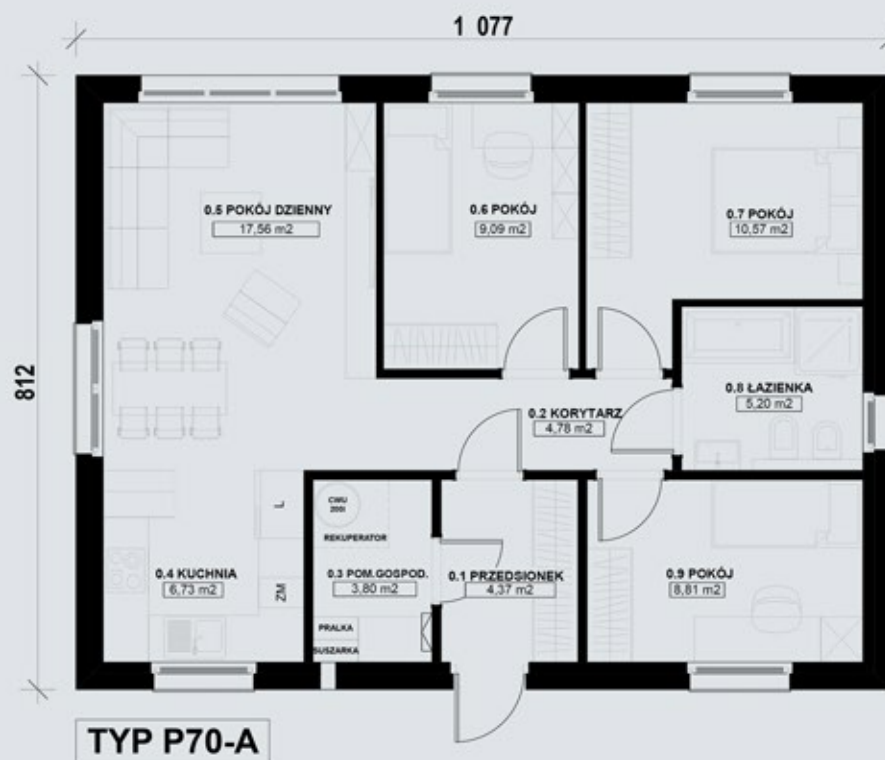 1 077
812
0.5 POKÓJ DZIENNY
17,56 m2
0.6 POKÓJ
9,09 m2
0.7 POKÓJ
10,57 m2
0.8 ŁAZIENKA
5,20 m2
0.2 KORYTARZ
4,78 m2
L
CWU
200l
REKUPERATOR
0.4 KUCHNIA
6,73 m2
ZM
0.3 POM.GOSPOD.
3,80 m2
0.1 PRZEDSIONEK
4,37 m2
0.9 POKÓJ
8,81 m2
PRALKA
SUSZARKA
TYP P70-A